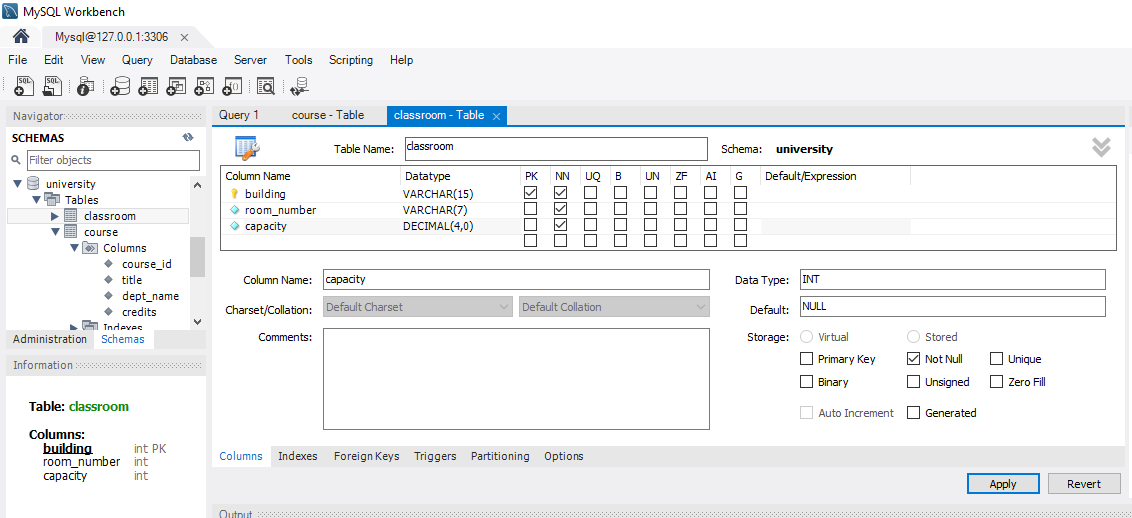 MySQL Workbench
Mysql@127.0.0.1:3306
File Edit View Query Database Server Tools Scripting Help
Navigator
SCHEMAS
Filter objects
university
Tables
classroom
course
Columns
course_id
title
dept_name
credits
Indexes
Administration Schemas
Information
Table: classroom
Columns:
building int PK
room_number int
capacity int
Query 1 course - Table classroom - Table
Table Name: classroom Schema: university
Column Name Datatype PK NN UQ B UN ZF AI G Default/Expression
building VARCHAR(15)
room_number VARCHAR(7)
capacity DECIMAL(4,0)
Column Name: capacity Data Type: INT
Charset/Collation: Default Charset Default Collation Default: NULL
Comments: Storage: Virtual Stored
Primary Key Not Null Unique
Binary Unsigned Zero Fill
Auto Increment Generated
Columns Indexes Foreign Keys Triggers Partitioning Options
Apply Revert
Output